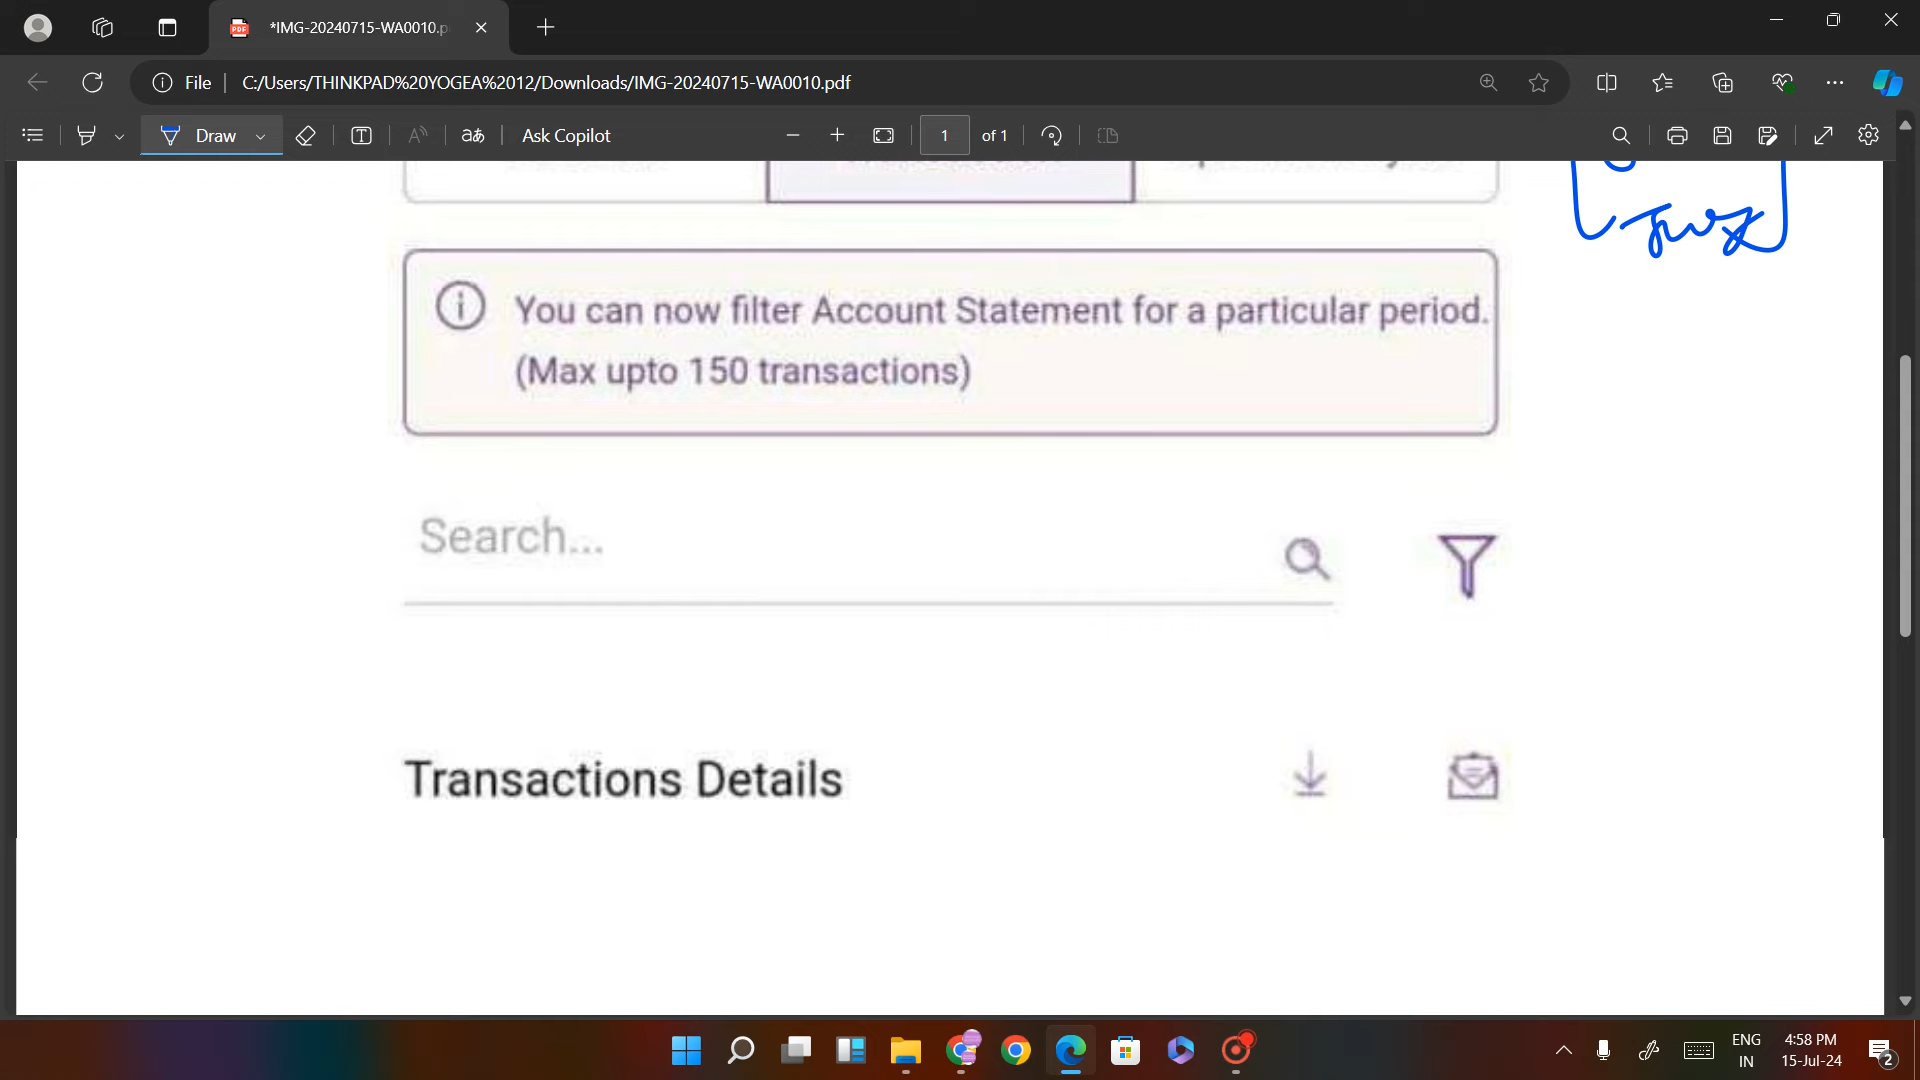 *IMG-20240715-WA0010.p
File
C:/Users/THINKPAD%20YOGEA%2012/Downloads/IMG-20240715-WA0010.pdf
Draw
Ask Copilot
1
of 1
You can now filter Account Statement for a particular period.
(Max upto 150 transactions)
Search...
Transactions Details
ENG
IN
4:58 PM
15-Jul-24
2